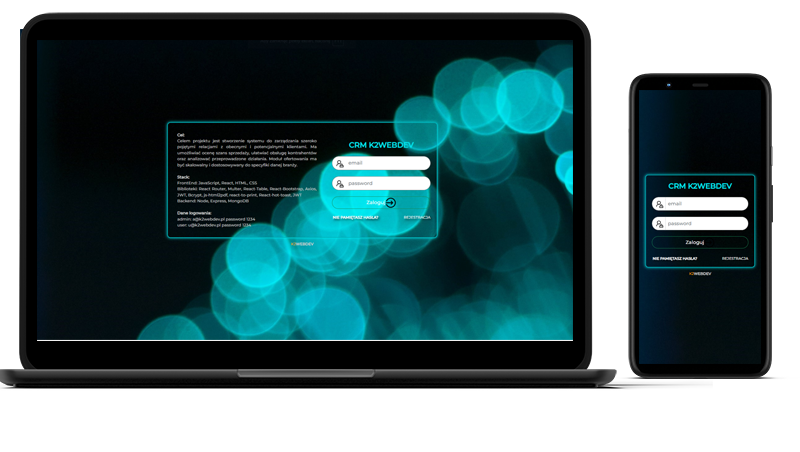 Cel:
Celem projektu jest stworzenie systemu do zarządzania szeroko
pojętymi relacjami z obecnymi i potencjalnymi klientami. Ma
umożliwiać ocenę szans sprzedaży, ułatwiać obsługę kontrahentów
oraz analizować przeprowadzone działania. Moduł ofertowania ma
być skalowalny i dostosowywany do specyfiki danej branży.
Stack:
FrontEnd: JavaScript, React, HTML, CSS
Biblioteki: React Router, MuiBer, React-Table, React-Bootstrap, Axios,
JWT, Bcrypt, js-html2pdf, react-to-print, React-hot toast, JWT
Backend: Node, Express, MongoDB
Dane logowania:
admin: a@k2webdev.pl password 1234
user: u@k2webdev.pl password 1234
CRM K2WEBDEV
email
password
Zaloguj
NIE PAMIĘTASZ HASŁA?
REJESTRACJA
K2WEBDEV
CRM K2WEBDEV
email
password
Zaloguj
NIE PAMIĘTASZ HASŁA?
REJESTRACJA
K2WEBDEV